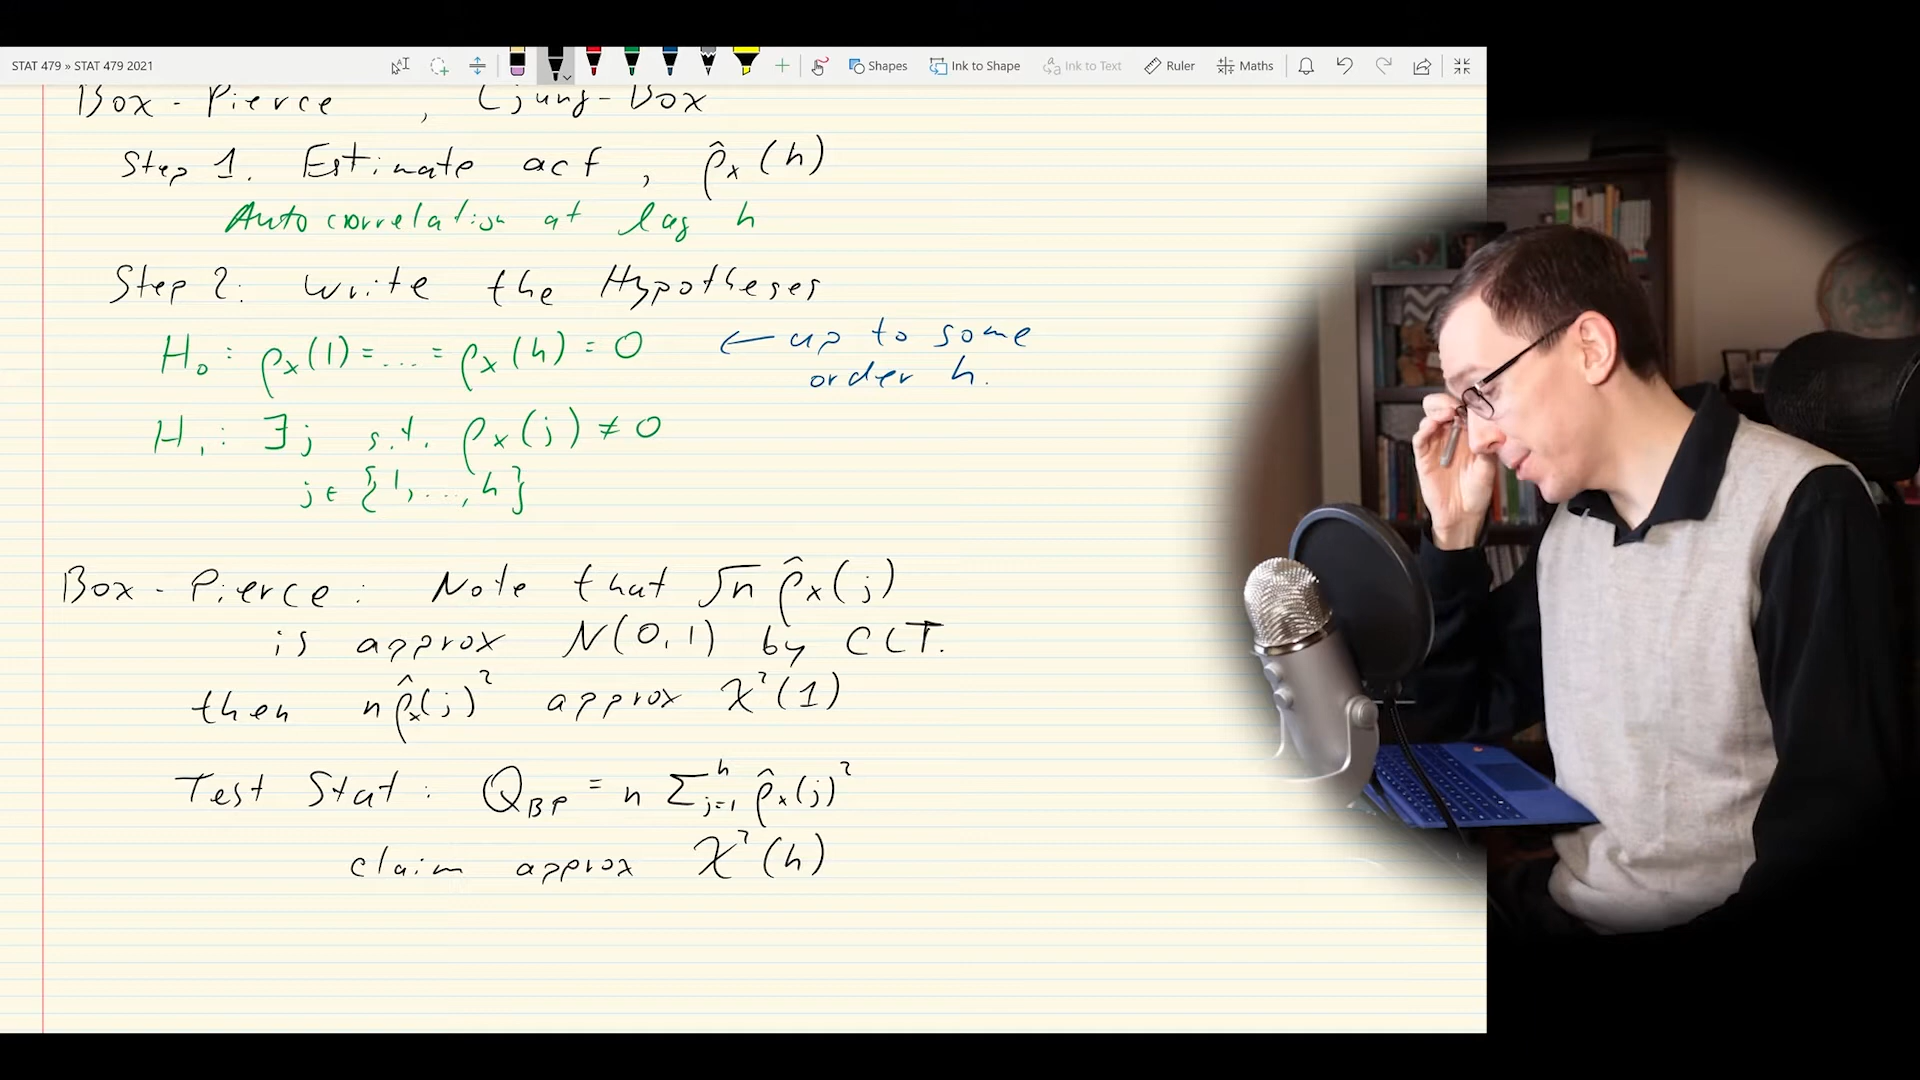 STAT 479 » STAT 479 2021
Shapes Ink to Shape Ink to Text Ruler Maths
Box - Pierce , Ljung-Box
Step 1. Estimate acf , ρ̂ₓ(h)
Autocorrelation at lag h
Step 2: Write the Hypotheses
H₀ : ρₓ(1) = ... = ρₓ(h) = 0 ← up to some
order h.
H₁ : ∃ j s.t. ρₓ(j) ≠ 0
j ∈ {1, ..., h}
Box - Pierce : Note that √n ρ̂ₓ(j)
is approx N(0,1) by CLT.
then n ρ̂ₓ(j)² approx χ²(1)
Test Stat : Q_BP = n Σ_{j=1}^h ρ̂ₓ(j)²
claim approx χ²(h)